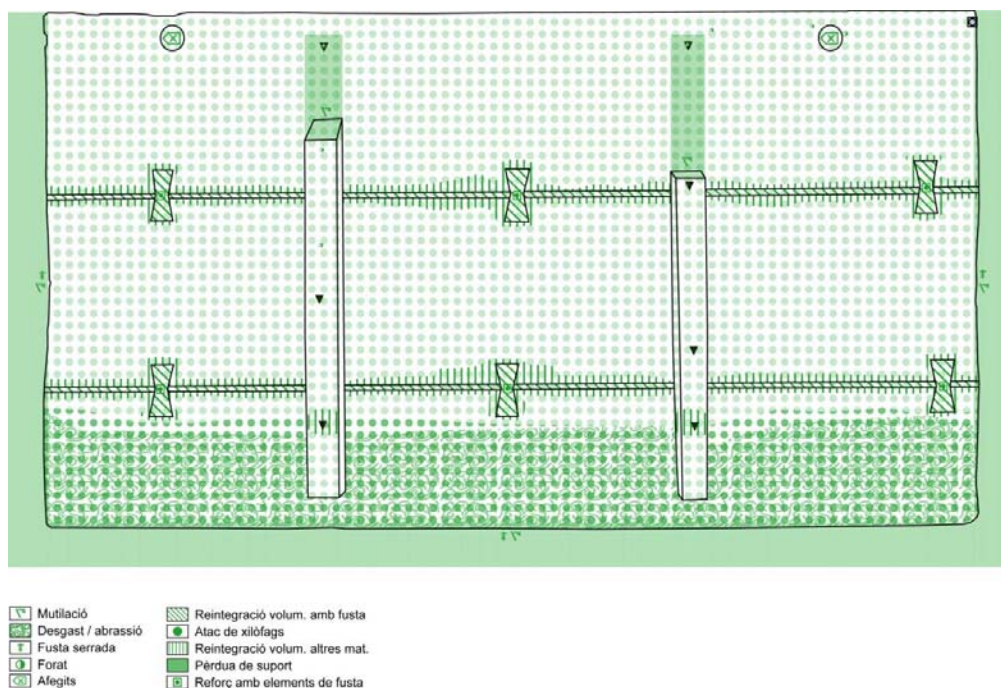 Mutilació
Desgast / abrassió
Fusta serrada
Forat
Afegits
Reintegració volum. amb fusta
Atac de xilòfags
Reintegració volum. altres mat.
Pèrdua de suport
Reforç amb elements de fusta